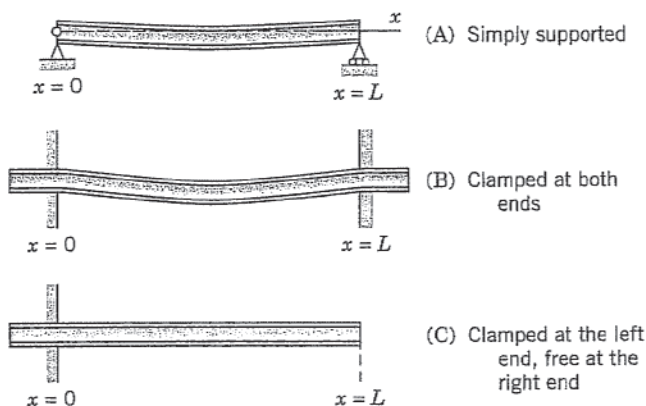 x
(A) Simply supported
x = 0
x = L
(B) Clamped at both
ends
x = 0
x = L
(C) Clamped at the left
end, free at the
right end
x = 0
x = L